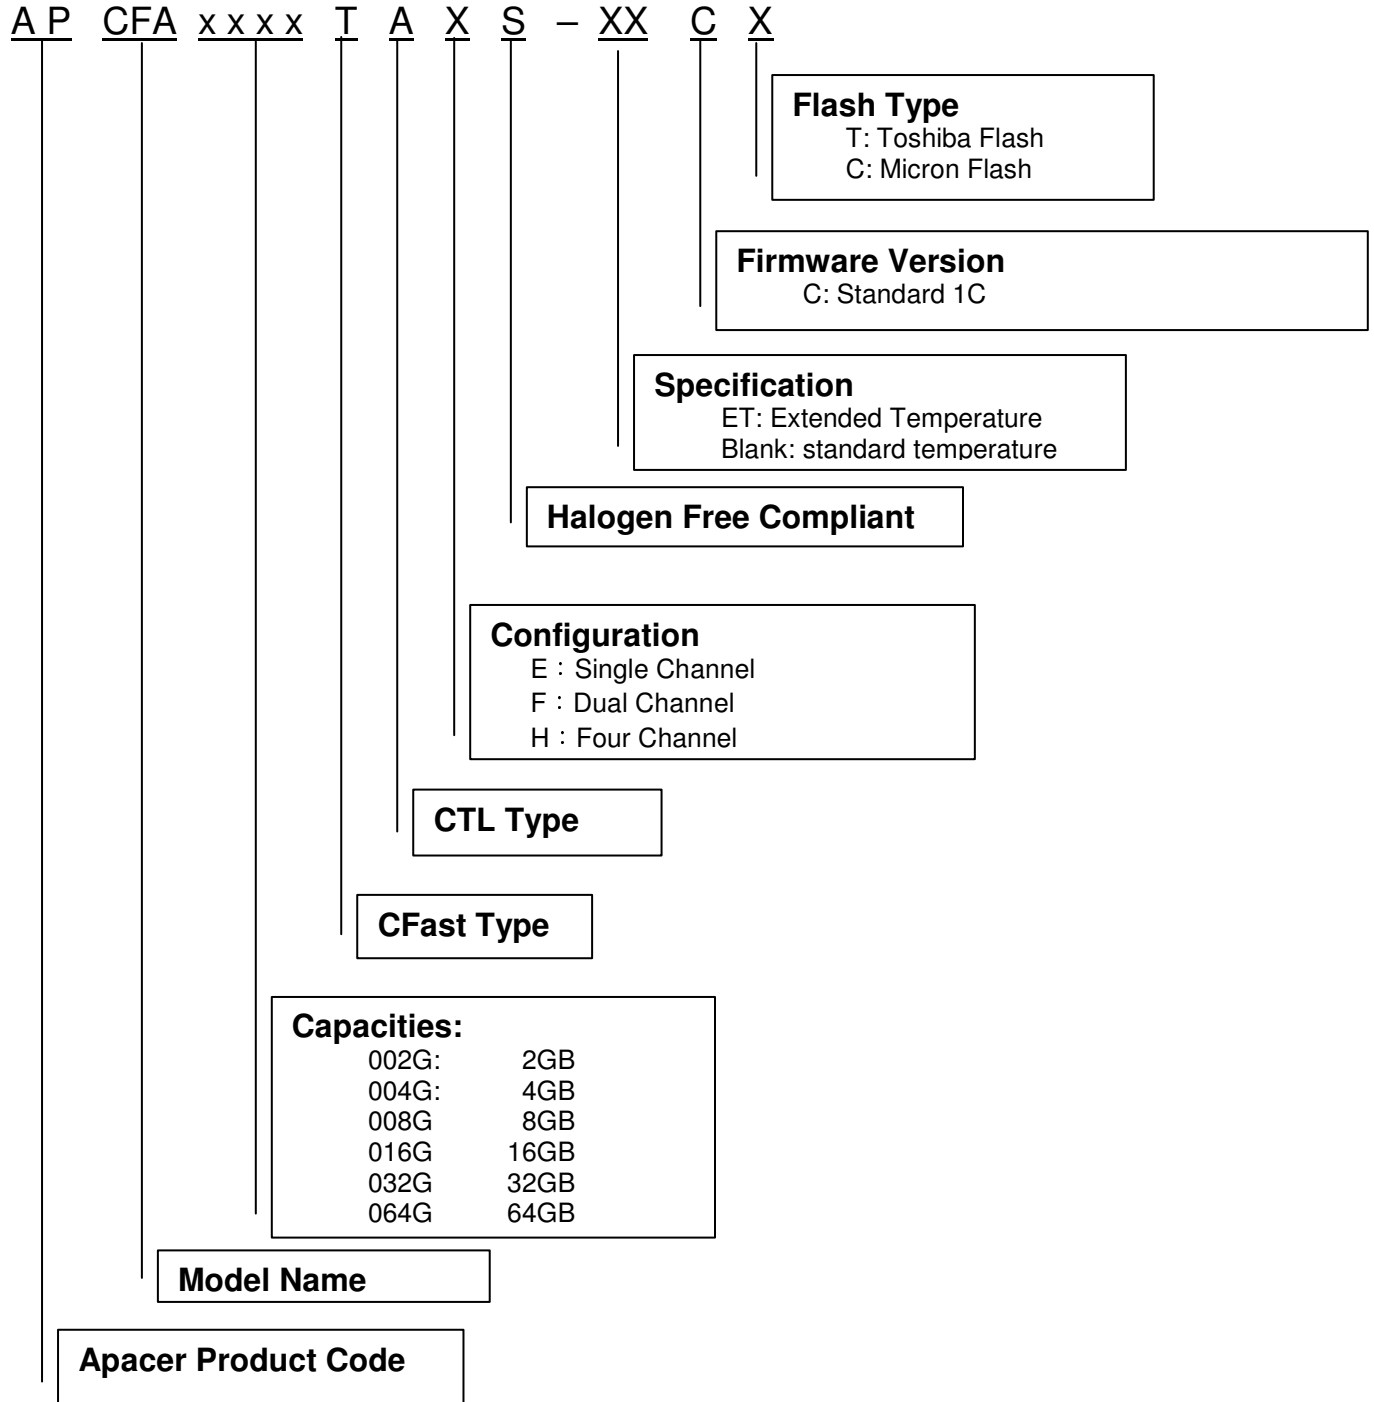 AP CFA xxxx T A X S – XX C X
Flash Type
T: Toshiba Flash
C: Micron Flash
Firmware Version
C: Standard 1C
Specification
ET: Extended Temperature
Blank: standard temperature
Halogen Free Compliant
Configuration
E：Single Channel
F：Dual Channel
H：Four Channel
CTL Type
CFast Type
Capacities:
002G: 2GB
004G: 4GB
008G 8GB
016G 16GB
032G 32GB
064G 64GB
Model Name
Apacer Product Code